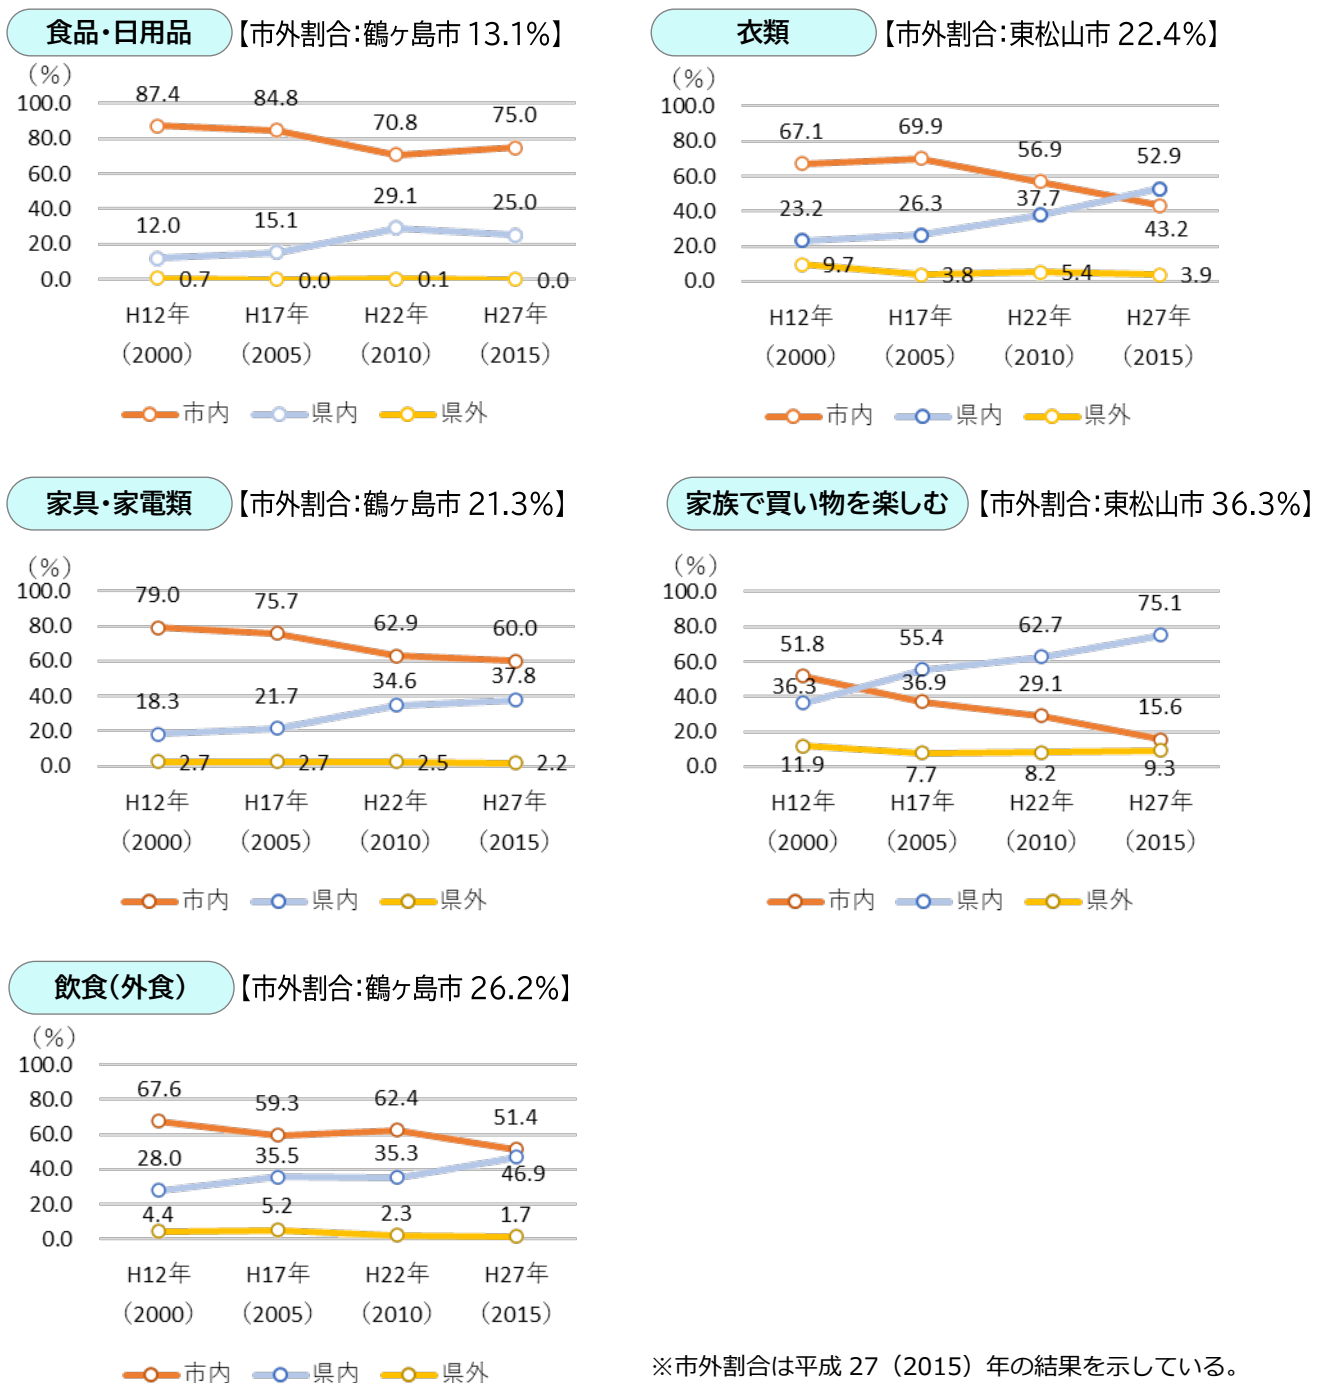 食品・日用品 【市外割合：鶴ヶ島市 13.1%】
（%）
100.0
80.0
60.0
40.0
20.0
0.0
87.4 84.8 70.8 75.0
12.0 15.1 29.1 25.0
0.7 0.0 0.1 0.0
H12年 H17年 H22年 H27年
（2000）（2005）（2010）（2015）
市内 県内 県外
衣類 【市外割合：東松山市 22.4%】
（%）
100.0
80.0
60.0
40.0
20.0
0.0
67.1 69.9 56.9 52.9
23.2 26.3 37.7 43.2
9.7 3.8 5.4 3.9
H12年 H17年 H22年 H27年
（2000）（2005）（2010）（2015）
市内 県内 県外
家具・家電類 【市外割合：鶴ヶ島市 21.3%】
（%）
100.0
80.0
60.0
40.0
20.0
0.0
79.0 75.7 62.9 60.0
18.3 21.7 34.6 37.8
2.7 2.7 2.5 2.2
H12年 H17年 H22年 H27年
（2000）（2005）（2010）（2015）
市内 県内 県外
家族で買い物を楽しむ 【市外割合：東松山市 36.3%】
（%）
100.0
80.0
60.0
40.0
20.0
0.0
51.8 55.4 62.7 75.1
36.3 36.9 29.1 15.6
11.9 7.7 8.2 9.3
H12年 H17年 H22年 H27年
（2000）（2005）（2010）（2015）
市内 県内 県外
飲食（外食） 【市外割合：鶴ヶ島市 26.2%】
（%）
100.0
80.0
60.0
40.0
20.0
0.0
67.6 59.3 62.4 51.4
28.0 35.5 35.3 46.9
4.4 5.2 2.3 1.7
H12年 H17年 H22年 H27年
（2000）（2005）（2010）（2015）
市内 県内 県外
※市外割合は平成 27（2015）年の結果を示している。